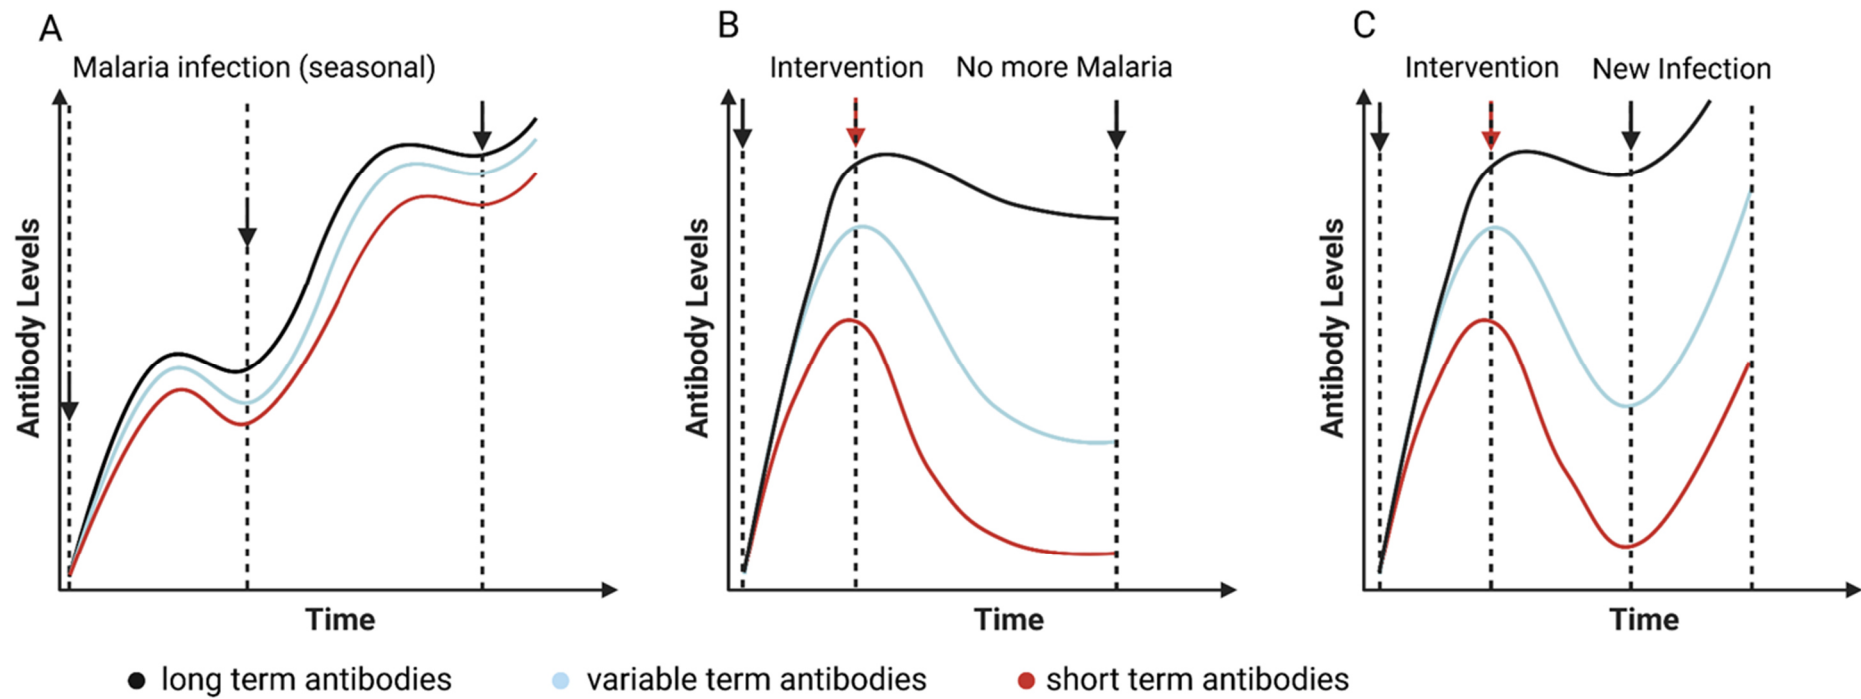 A
Malaria infection (seasonal)
Antibody Levels
Time
B
Intervention No more Malaria
Antibody Levels
Time
C
Intervention New Infection
Antibody Levels
Time
long term antibodies variable term antibodies short term antibodies